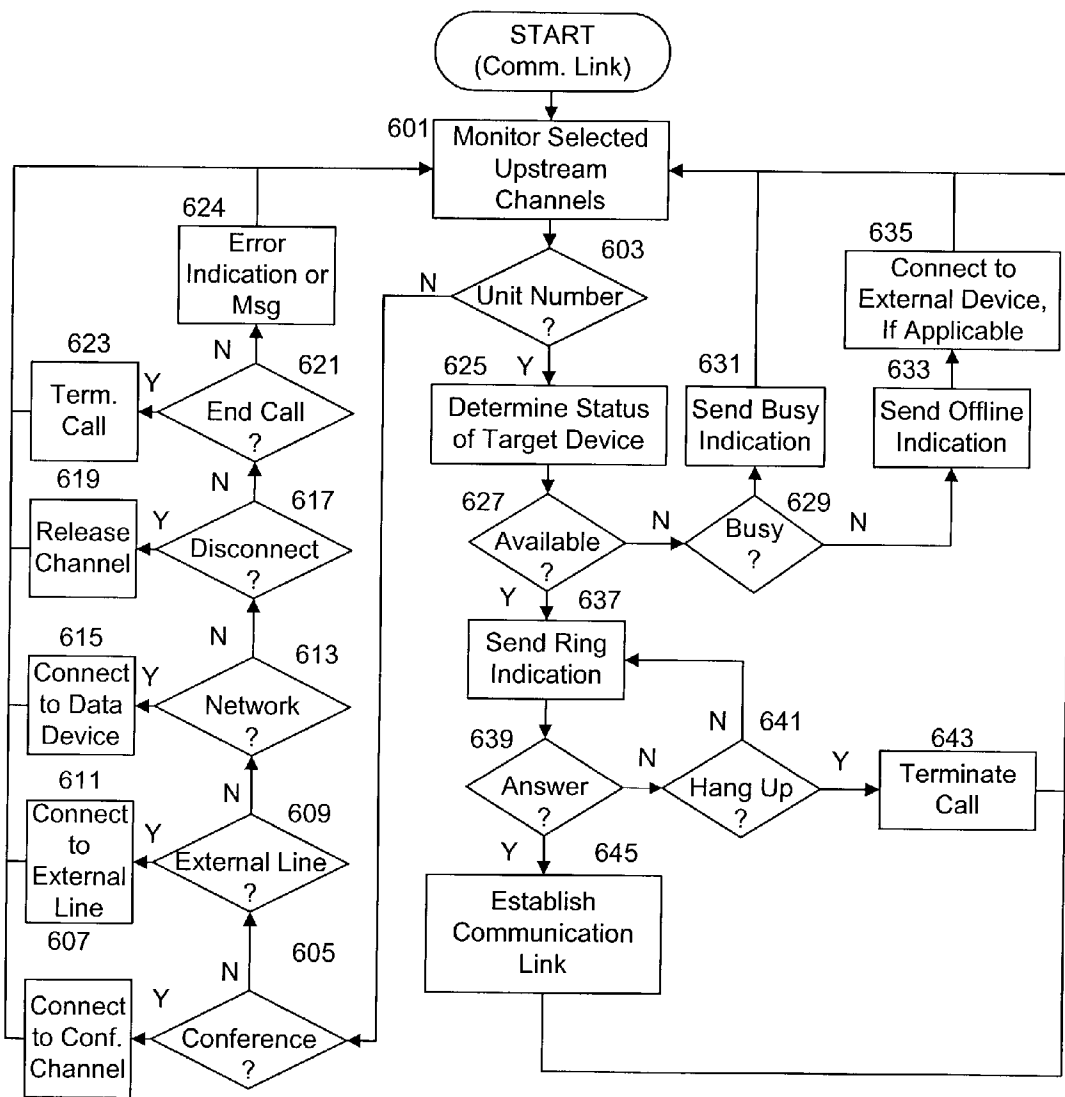 START
(Comm. Link)
601
Monitor Selected
Upstream
Channels
624
Error
Indication or
Msg
603
N
Unit Number
?
Y
635
Connect to
External Device,
If Applicable
623
Term.
Call
Y
N
621
End Call
?
625
Determine Status
of Target Device
631
Send Busy
Indication
633
Send Offline
Indication
619
Release
Channel
Y
N
617
Disconnect
?
627
Available
?
N
629
Busy
?
N
Y
637
Send Ring
Indication
615
Connect
to Data
Device
Y
N
613
Network
?
639
Answer
?
N
N
641
Hang Up
?
Y
643
Terminate
Call
611
Connect
to
External
Line
Y
N
609
External Line
?
Y
645
Establish
Communication
Link
607
Connect
to Conf.
Channel
Y
N
605
Conference
?